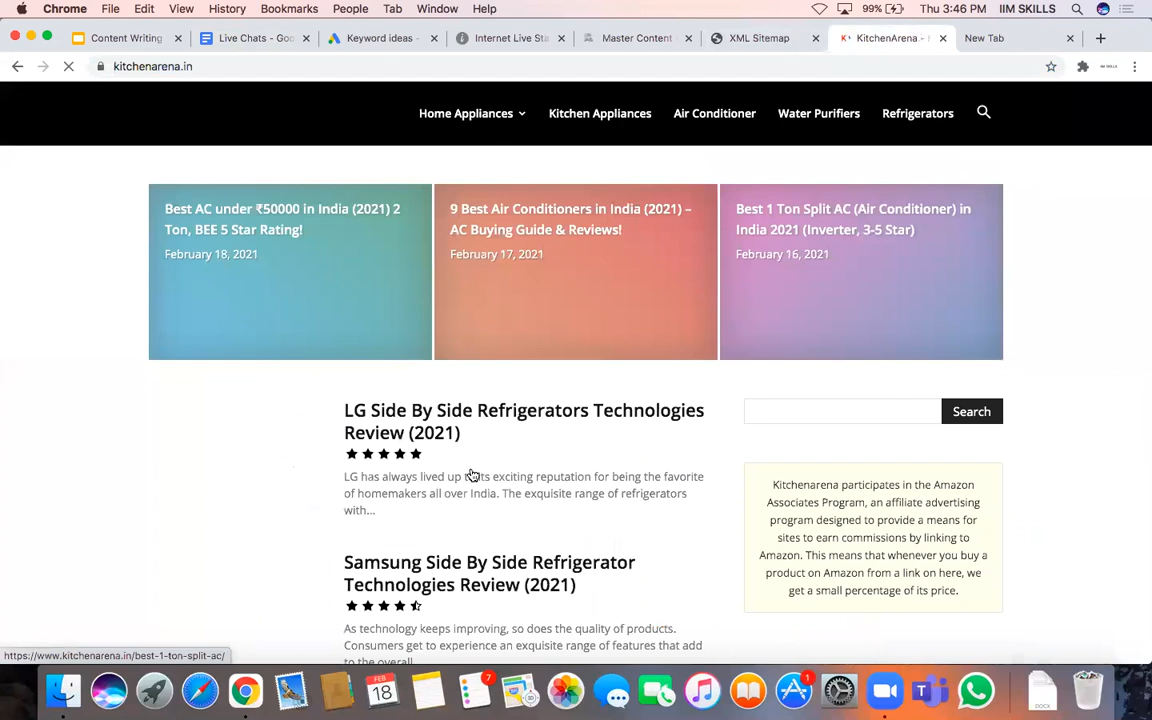 Chrome File Edit View History Bookmarks People Tab Window Help 99% Thu 3:46 PM IIM SKILLS
Content Writing Live Chats - Goo Keyword ideas - Internet Live Sta Master Content XML Sitemap KitchenArena - New Tab
kitchenarena.in
Home Appliances Kitchen Appliances Air Conditioner Water Purifiers Refrigerators
Best AC under ₹50000 in India (2021) 2
Ton, BEE 5 Star Rating!
February 18, 2021
9 Best Air Conditioners in India (2021) –
AC Buying Guide & Reviews!
February 17, 2021
Best 1 Ton Split AC (Air Conditioner) in
India 2021 (Inverter, 3-5 Star)
February 16, 2021
LG Side By Side Refrigerators Technologies
Review (2021)
LG has always lived up to its exciting reputation for being the favorite
of homemakers all over India. The exquisite range of refrigerators
with...
Samsung Side By Side Refrigerator
Technologies Review (2021)
As technology keeps improving, so does the quality of products.
Consumers get to experience an exquisite range of features that add
to the overall
Search
Kitchenarena participates in the Amazon
Associates Program, an affiliate advertising
program designed to provide a means for
sites to earn commissions by linking to
Amazon. This means that whenever you buy a
product on Amazon from a link on here, we
get a small percentage of its price.
https://www.kitchenarena.in/best-1-ton-split-ac/
FEB
18
7
1
DOCX